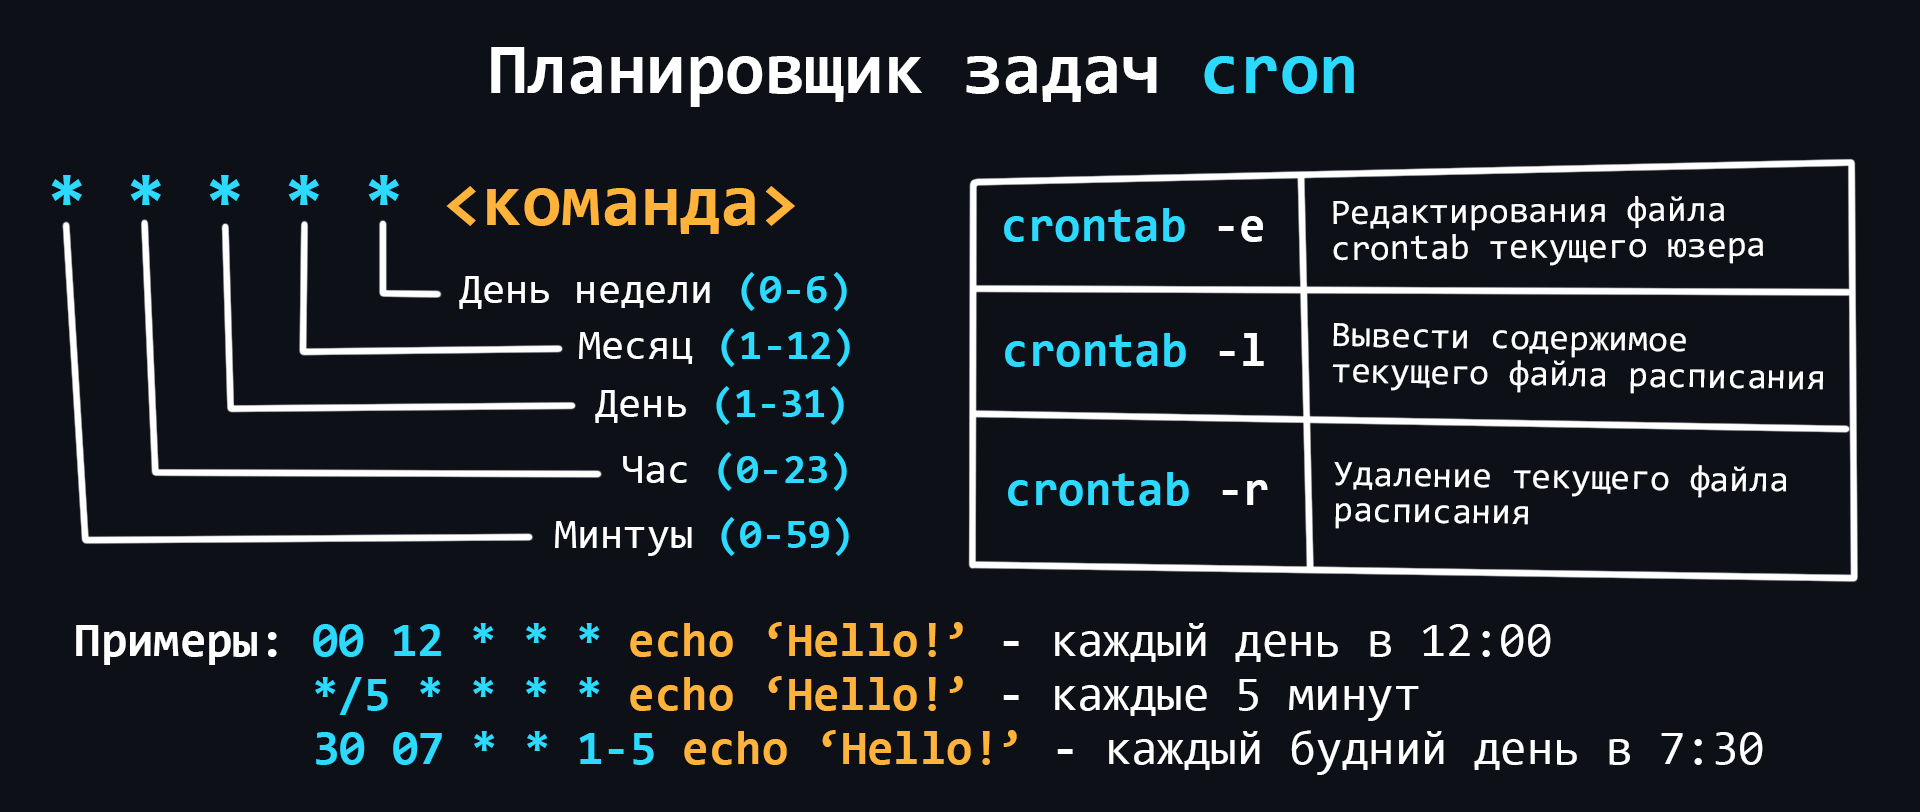 Планировщик задач cron
* * * * * <команда>
День недели (0-6)
Месяц (1-12)
День (1-31)
Час (0-23)
Минтуы (0-59)
crontab -e
Редактирования файла
crontab текущего юзера
crontab -l
Вывести содержимое
текущего файла расписания
crontab -r
Удаление текущего файла
расписания
Примеры: 00 12 * * * echo ‘Hello!’ - каждый день в 12:00
*/5 * * * * echo ‘Hello!’ - каждые 5 минут
30 07 * * 1-5 echo ‘Hello!’ - каждый будний день в 7:30